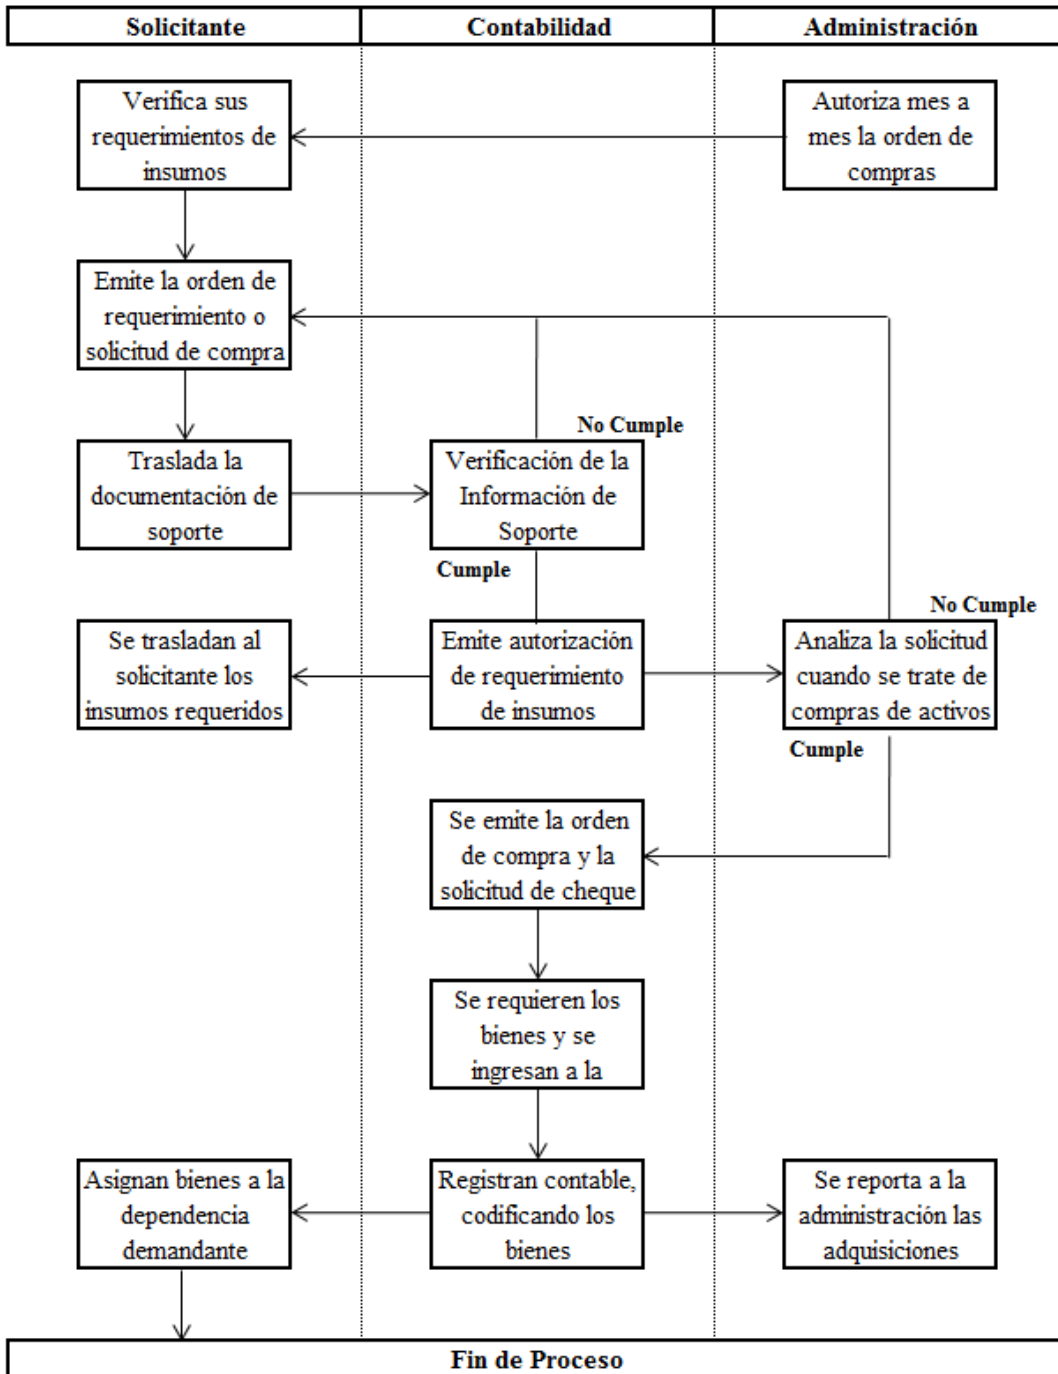 Solicitante
Contabilidad
Administración
Verifica sus
requerimientos de
insumos
Autoriza mes a
mes la orden de
compras
Emite la orden de
requerimiento o
solicitud de compra
No Cumple
Traslada la
documentación de
soporte
Verificación de la
Información de
Soporte
Cumple
No Cumple
Se trasladan al
solicitante los
insumos requeridos
Emite autorización
de requerimiento
de insumos
Analiza la solicitud
cuando se trate de
compras de activos
Cumple
Se emite la orden
de compra y la
solicitud de cheque
Se requieren los
bienes y se
ingresan a la
Asignan bienes a la
dependencia
demandante
Registran contable,
codificando los
bienes
Se reporta a la
administración las
adquisiciones
Fin de Proceso